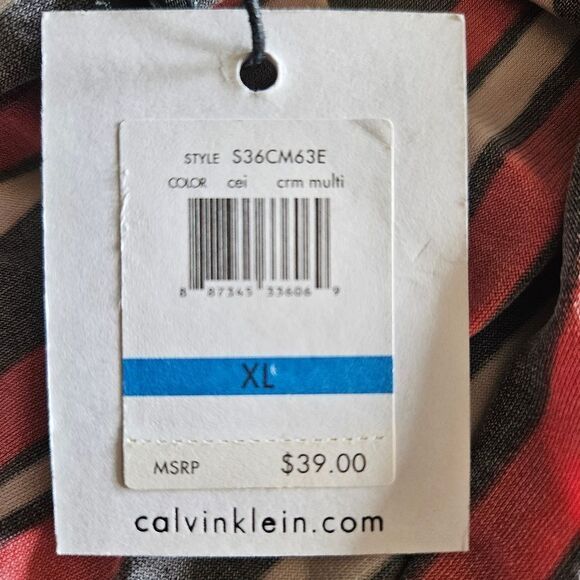 STYLE S36CM63E
COLOR cei crm multi
8 87345 33606 9
XL
MSRP $39.00
calvinklein.com